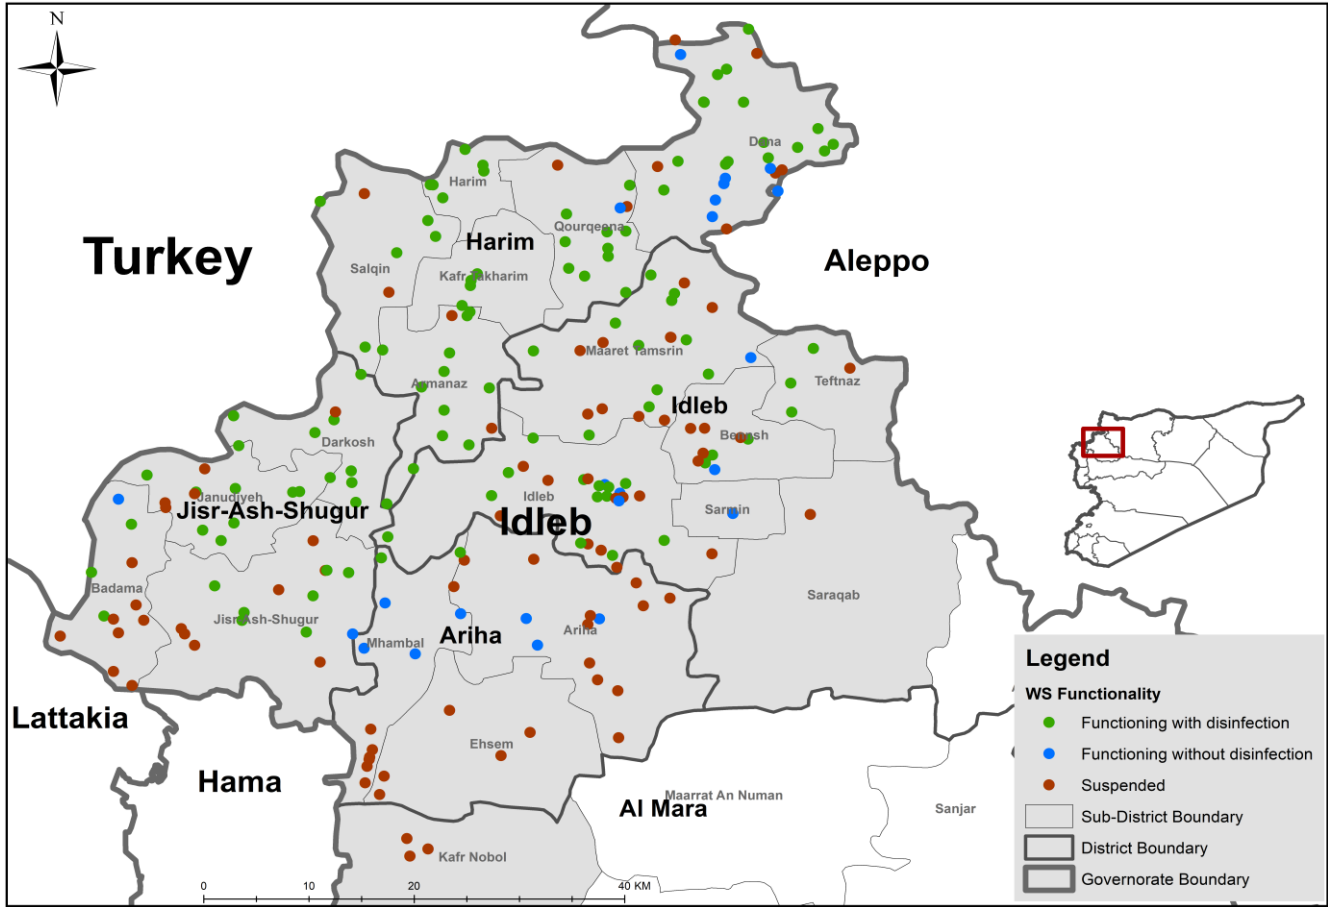 N
Dana
Harim
Qourqeena
Harim
Turkey
Salqin
Kafr Takharim
Aleppo
Maaret Tamsrin
Teftnaz
Armanaz
Idleb
Darkosh
Bennsh
Janudiyeh
Jisr-Ash-Shugur
Idleb
Idleb
Sarmin
Badama
Saraqab
Jisr-Ash-Shugur
Mhambal
Ariha
Ariha
Lattakia
Ehsem
Hama
Maarrat An Numan
Al Mara
Sanjar
Kafr Nobol
0 10 20 40 KM
Legend
WS Functionality
Functioning with disinfection
Functioning without disinfection
Suspended
Sub-District Boundary
District Boundary
Governorate Boundary